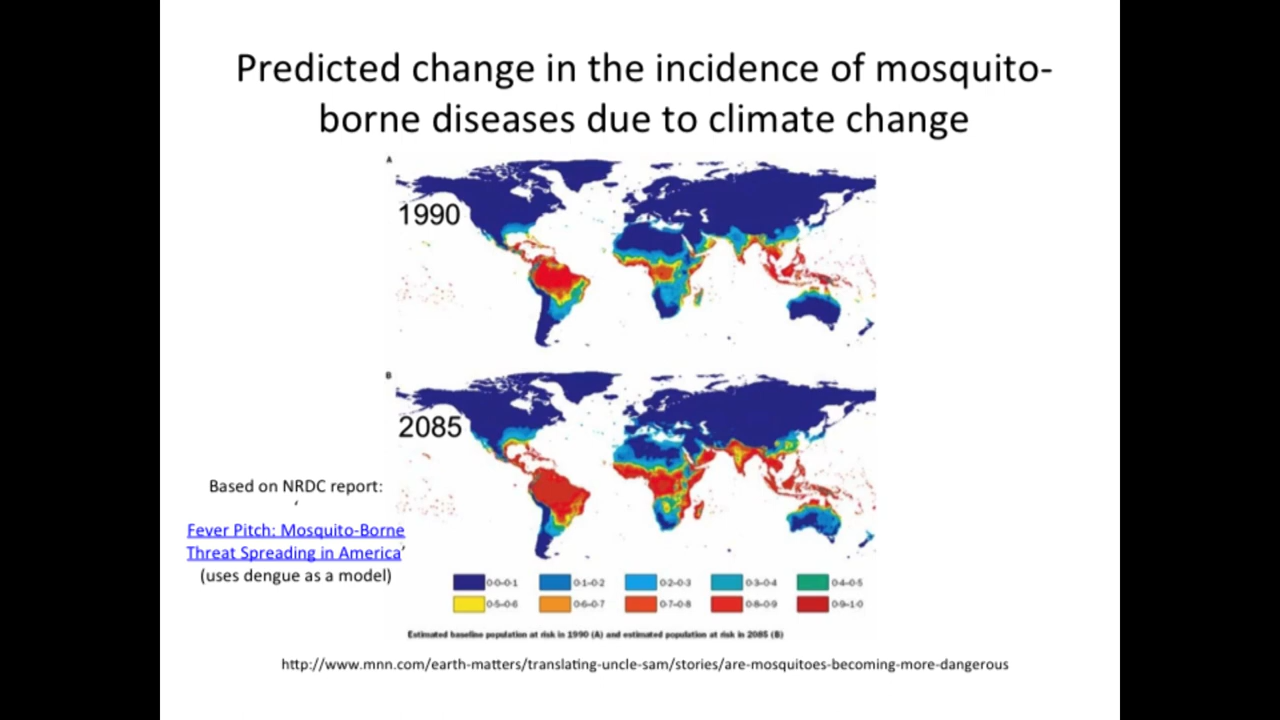 Predicted change in the incidence of mosquito-
borne diseases due to climate change
A
1990
B
2085
Based on NRDC report:
‘
Fever Pitch: Mosquito-Borne
Threat Spreading in America’
(uses dengue as a model)
0·0–0·1 0·1–0·2 0·2–0·3 0·3–0·4 0·4–0·5
0·5–0·6 0·6–0·7 0·7–0·8 0·8–0·9 0·9–1·0
Estimated baseline population at risk in 1990 (A) and estimated population at risk in 2085 (B)
http://www.mnn.com/earth-matters/translating-uncle-sam/stories/are-mosquitoes-becoming-more-dangerous